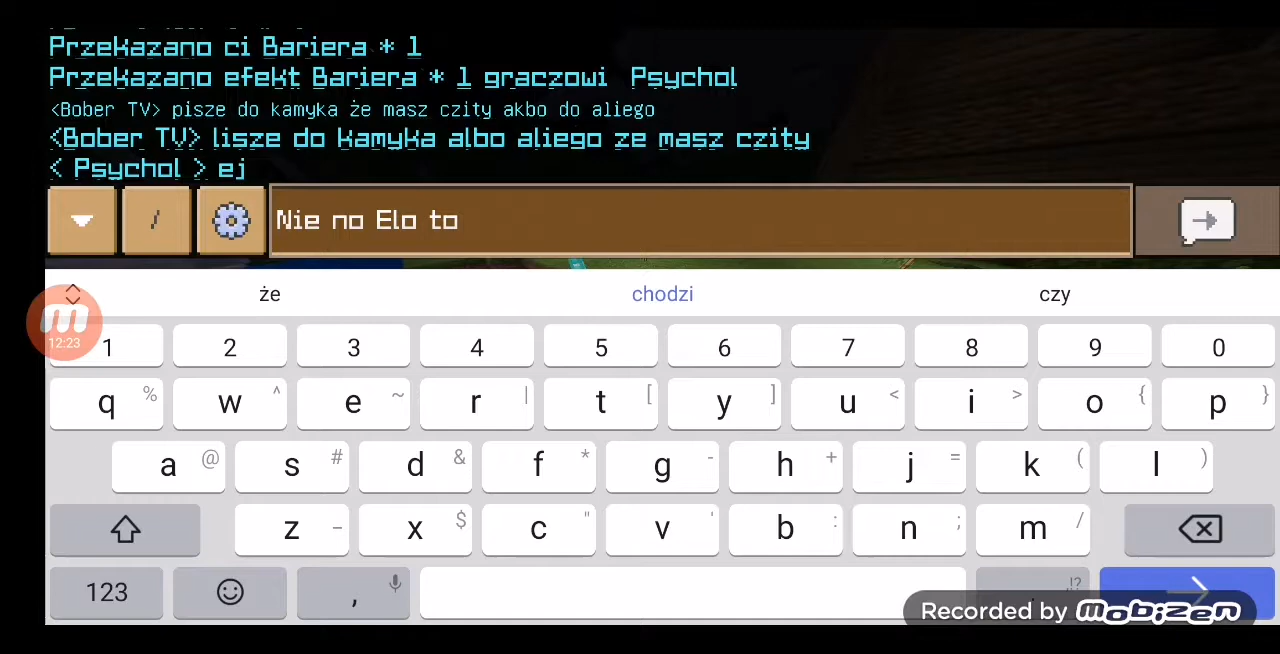 Przekazano ci Bariera * 1
Przekazano efekt Bariera * 1 graczowi Psychol
<Bober TV> pisze do kamyka że masz czity akbo do aliego
<Bober TV> lisze do kamyka albo aliego ze masz czity
< Psychol > ej
/
Nie no Elo to
że chodzi czy
12:23
1 2 3 4 5 6 7 8 9 0
q % w ^ e ~ r | t [ y ] u < i > o { p }
a @ s # d & f * g - h + j = k ( l )
z _ x $ c " v ' b : n ; m /
123 , . ,!?
Recorded by mobizen